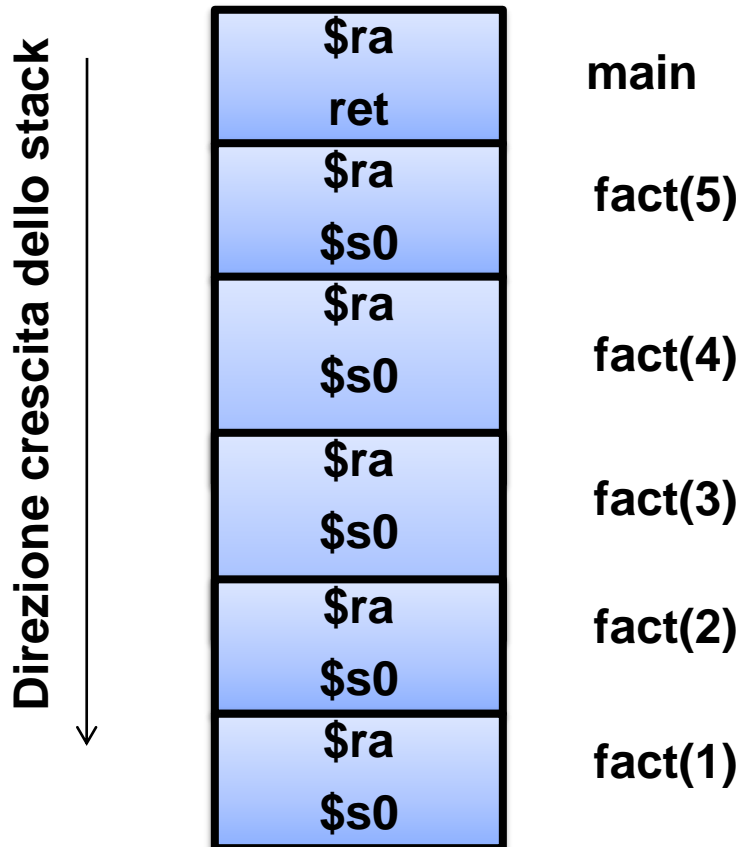 Direzione crescita dello stack
$ra
ret
main
$ra
$s0
fact(5)
$ra
$s0
fact(4)
$ra
$s0
fact(3)
$ra
$s0
fact(2)
$ra
$s0
fact(1)